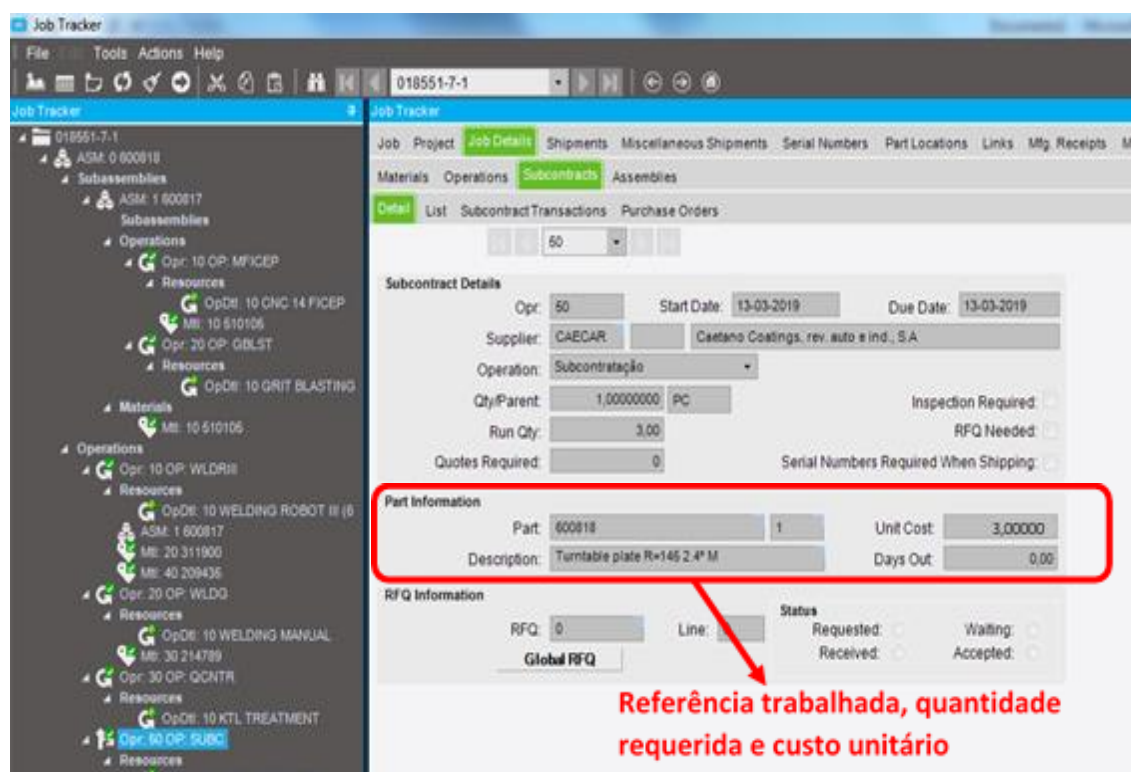 Job Tracker
File Tools Actions Help
018551-7-1
Job Tracker
Job Tracker
018551-7-1
ASM: 0 600818
Subassemblies
ASM: 1 600817
Subassemblies
Operations
Opr: 10 OP: MFICEP
Resources
OpDtl: 10 CNC 14 FICEP
Mtl: 10 510106
Opr: 20 OP: GBLST
Resources
OpDtl: 10 GRIT BLASTING
Materials
Mtl: 10 510106
Operations
Opr: 10 OP: WLDRIII
Resources
OpDtl: 10 WELDING ROBOT III (6
ASM: 1 600817
Mtl: 20 311900
Mtl: 40 209435
Opr: 20 OP: WLDG
Resources
OpDtl: 10 WELDING MANUAL
Mtl: 30 214789
Opr: 30 OP: QCNTR
Resources
OpDtl: 10 KTL TREATMENT
Opr: 50 OP: SUBC
Resources
Job Project Job Details Shipments Miscellaneous Shipments Serial Numbers Part Locations Links Mfg. Receipts M
Materials Operations Subcontracts Assemblies
Detail List Subcontract Transactions Purchase Orders
50
Subcontract Details
Opr: 50 Start Date: 13-03-2019 Due Date: 13-03-2019
Supplier: CAECAR Caetano Coatings, rev. auto e ind., S.A
Operation: Subcontratação
Qty/Parent: 1,00000000 PC Inspection Required:
Run Qty: 3,00 RFQ Needed:
Quotes Required: 0 Serial Numbers Required When Shipping:
Part Information
Part: 600818 1 Unit Cost: 3,00000
Description: Turntable plate R=146 2.4º M Days Out: 0,00
RFQ Information
RFQ: 0 Line:
Global RFQ
Status
Requested: Waiting:
Received: Accepted:
Referência trabalhada, quantidade
requerida e custo unitário